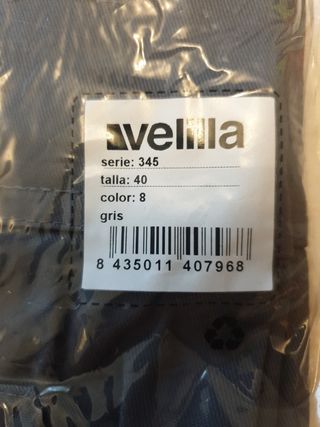 velilla
serie: 345
talla: 40
color: 8
gris
8 435011 407968